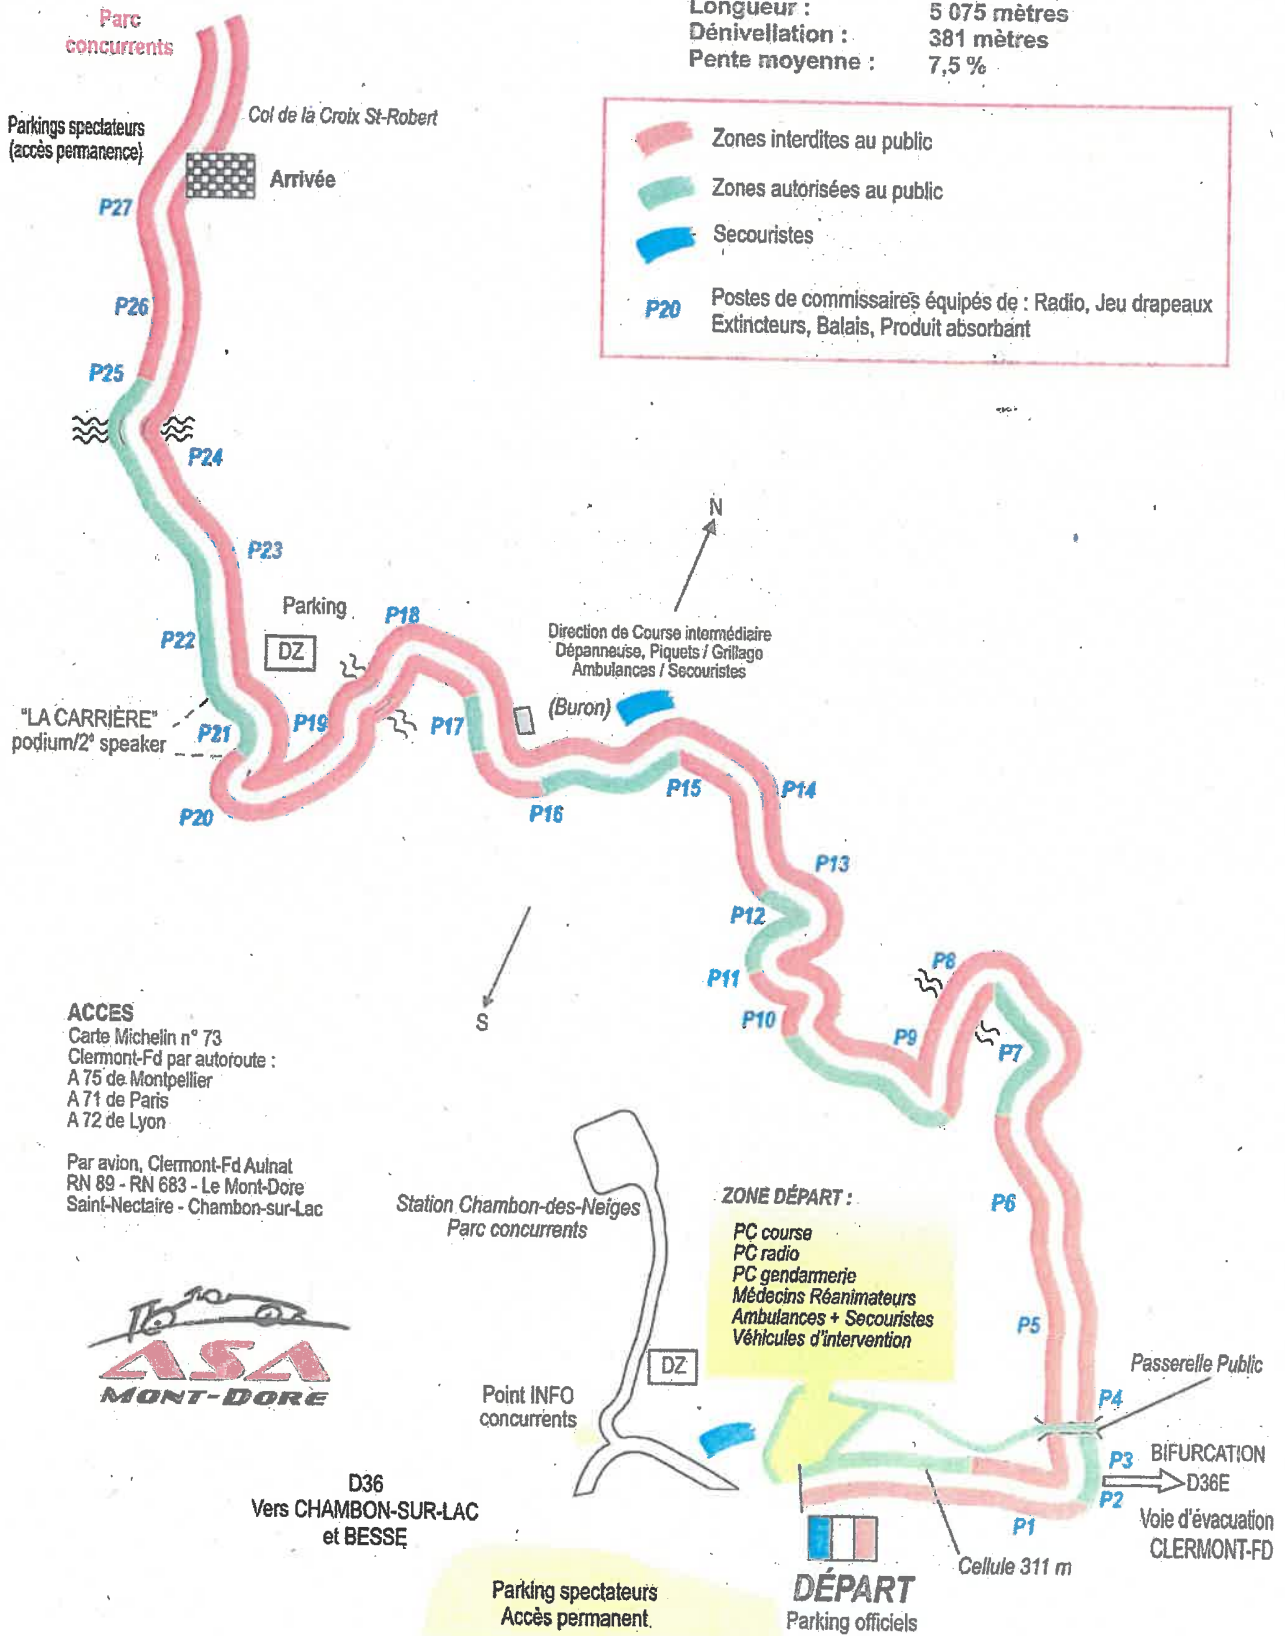 Longueur : 5 075 mètres
Dénivellation : 381 mètres
Pente moyenne : 7,5 %
Parc
concurrents
Col de la Croix St-Robert
Parkings spectateurs
(accès permanence)
Arrivée
Zones interdites au public
Zones autorisées au public
Secouristes
P20
Postes de commissaires équipés de : Radio, Jeu drapeaux
Extincteurs, Balais, Produit absorbant
P27
P26
P25
P24
P23
N
Parking
DZ
P18
P22
Direction de Course intermédiaire
Dépanneuse, Piquets / Grillago
Ambulances / Secouristes
(Buron)
"LA CARRIÈRE"
podium/2e speaker
P21
P19
P17
P20
P16
P15
P14
P13
P12
P11
P10
P9
P8
P7
S
ACCES
Carte Michelin n° 73
Clermont-Fd par autoroute :
A 75 de Montpellier
A 71 de Paris
A 72 de Lyon
Par avion, Clermont-Fd Aulnat
RN 89 - RN 683 - Le Mont-Dore
Saint-Nectaire - Chambon-sur-Lac
Station Chambon-des-Neiges
Parc concurrents
ZONE DÉPART :
PC course
PC radio
PC gendarmerie
Médecins Réanimateurs
Ambulances + Secouristes
Véhicules d'intervention
P6
P5
Passerelle Public
P4
ASA
MONT-DORE
DZ
Point INFO
concurrents
P3
BIFURCATION
D36E
P2
P1
Voie d'évacuation
CLERMONT-FD
D36
Vers CHAMBON-SUR-LAC
et BESSE
Cellule 311 m
DÉPART
Parking officiels
Parking spectateurs
Accès permanent